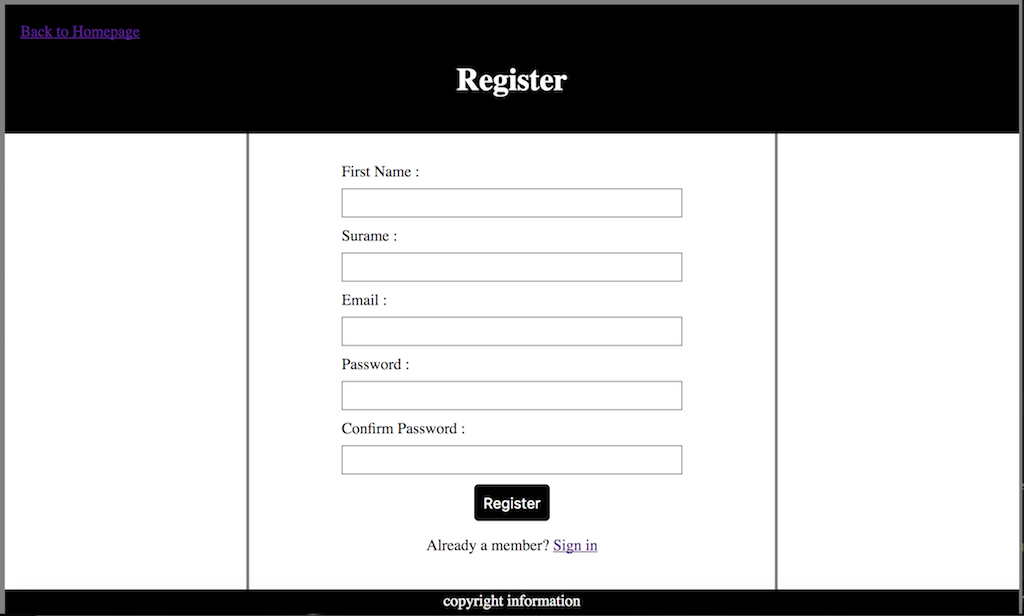 Back to Homepage
Register
First Name :
Surame :
Email :
Password :
Confirm Password :
Register
Already a member? Sign in
copyright information